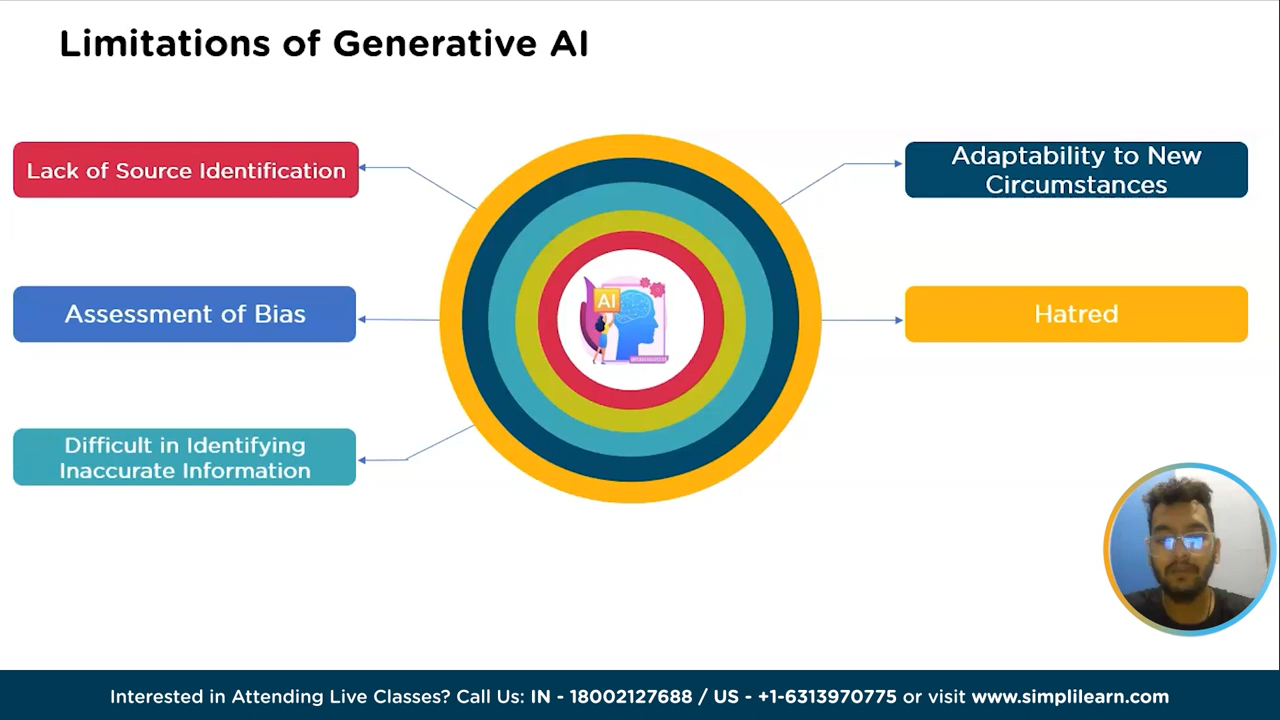 Limitations of Generative AI
Lack of Source Identification
Assessment of Bias
Difficult in Identifying
Inaccurate Information
AI
Adaptability to New
Circumstances
Hatred
Interested in Attending Live Classes? Call Us: IN - 18002127688 / US - +1-6313970775 or visit www.simplilearn.com